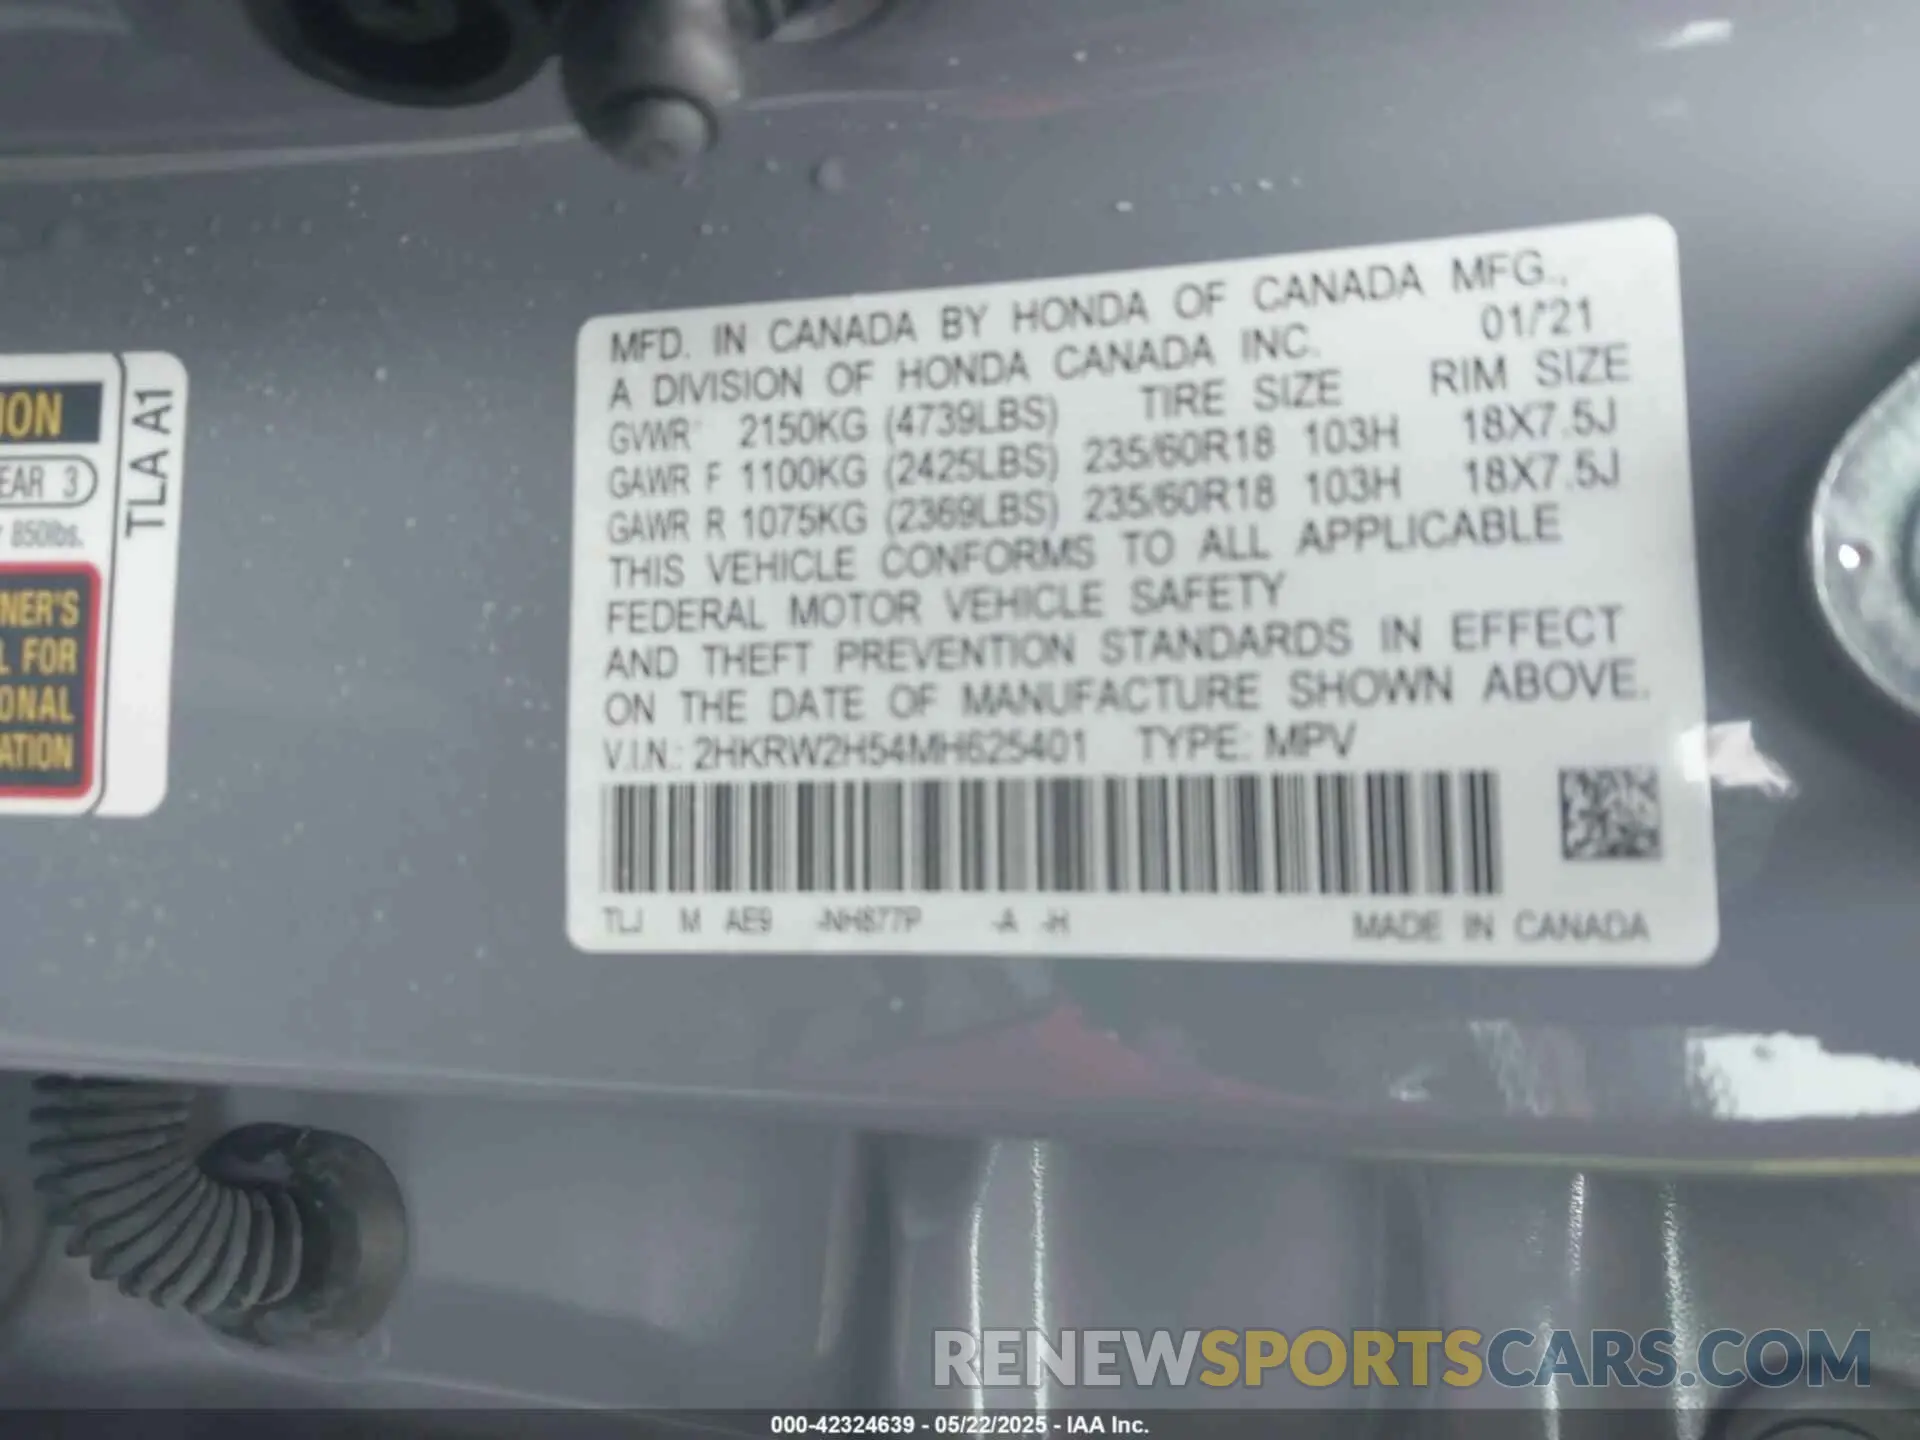 ION
EAR 3
850lbs.
NER'S
L FOR
ONAL
ATION
TLA A1
MFD. IN CANADA BY HONDA OF CANADA MFG.,
A DIVISION OF HONDA CANADA INC. 01/'21
GVWR 2150KG (4739LBS) TIRE SIZE RIM SIZE
GAWR F 1100KG (2425LBS) 235/60R18 103H 18X7.5J
GAWR R 1075KG (2369LBS) 235/60R18 103H 18X7.5J
THIS VEHICLE CONFORMS TO ALL APPLICABLE
FEDERAL MOTOR VEHICLE SAFETY
AND THEFT PREVENTION STANDARDS IN EFFECT
ON THE DATE OF MANUFACTURE SHOWN ABOVE.
V.I.N.: 2HKRW2H54MH625401 TYPE: MPV
TLJ M AE9 -NH877P -A -H MADE IN CANADA
RENEWSPORTSCARS.COM
000-42324639 - 05/22/2025 - IAA Inc.